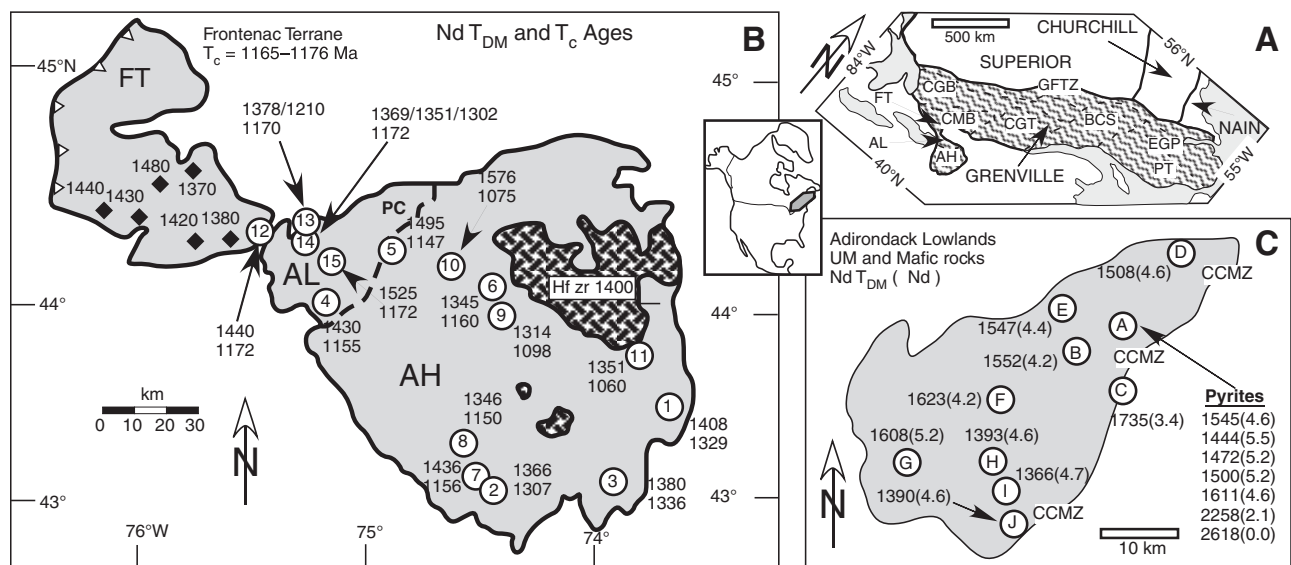 Frontenac Terrane
Tc = 1165–1176 Ma
Nd TDM and Tc Ages
B
45°N
45°
FT
1378/1210
1170
1369/1351/1302
1172
1480
1370
1440
1430
1420
1380
12
13
14
15
AL
4
PC
5
1495
1147
1576
1075
10
6
1345
1160
9
1314
1098
Hf zr 1400
44°
44°
1525
1172
1430
1155
1440
1172
AH
1351
1060
11
1
1408
1329
1346
1150
8
1436
1156
7
2
1366
1307
3
1380
1336
km
0 10 20 30
N
43°
43°
76°W
75°
74°
A
500 km
N
84°W
CHURCHILL
56°N
SUPERIOR
CGB
GFTZ
FT
CMB
CGT
BCS
NAIN
AL
AH
EGP
PT
40°N
GRENVILLE
55°W
C
Adirondack Lowlands
UM and Mafic rocks
Nd TDM ( Nd)
D
1508(4.6)
CCMZ
E
1547(4.4)
A
B
1552(4.2)
CCMZ
C
1735(3.4)
1623(4.2)
F
1608(5.2)
G
1393(4.6)
H
1366(4.7)
I
1390(4.6)
J
CCMZ
Pyrites
1545(4.6)
1444(5.5)
1472(5.2)
1500(5.2)
1611(4.6)
2258(2.1)
2618(0.0)
N
10 km